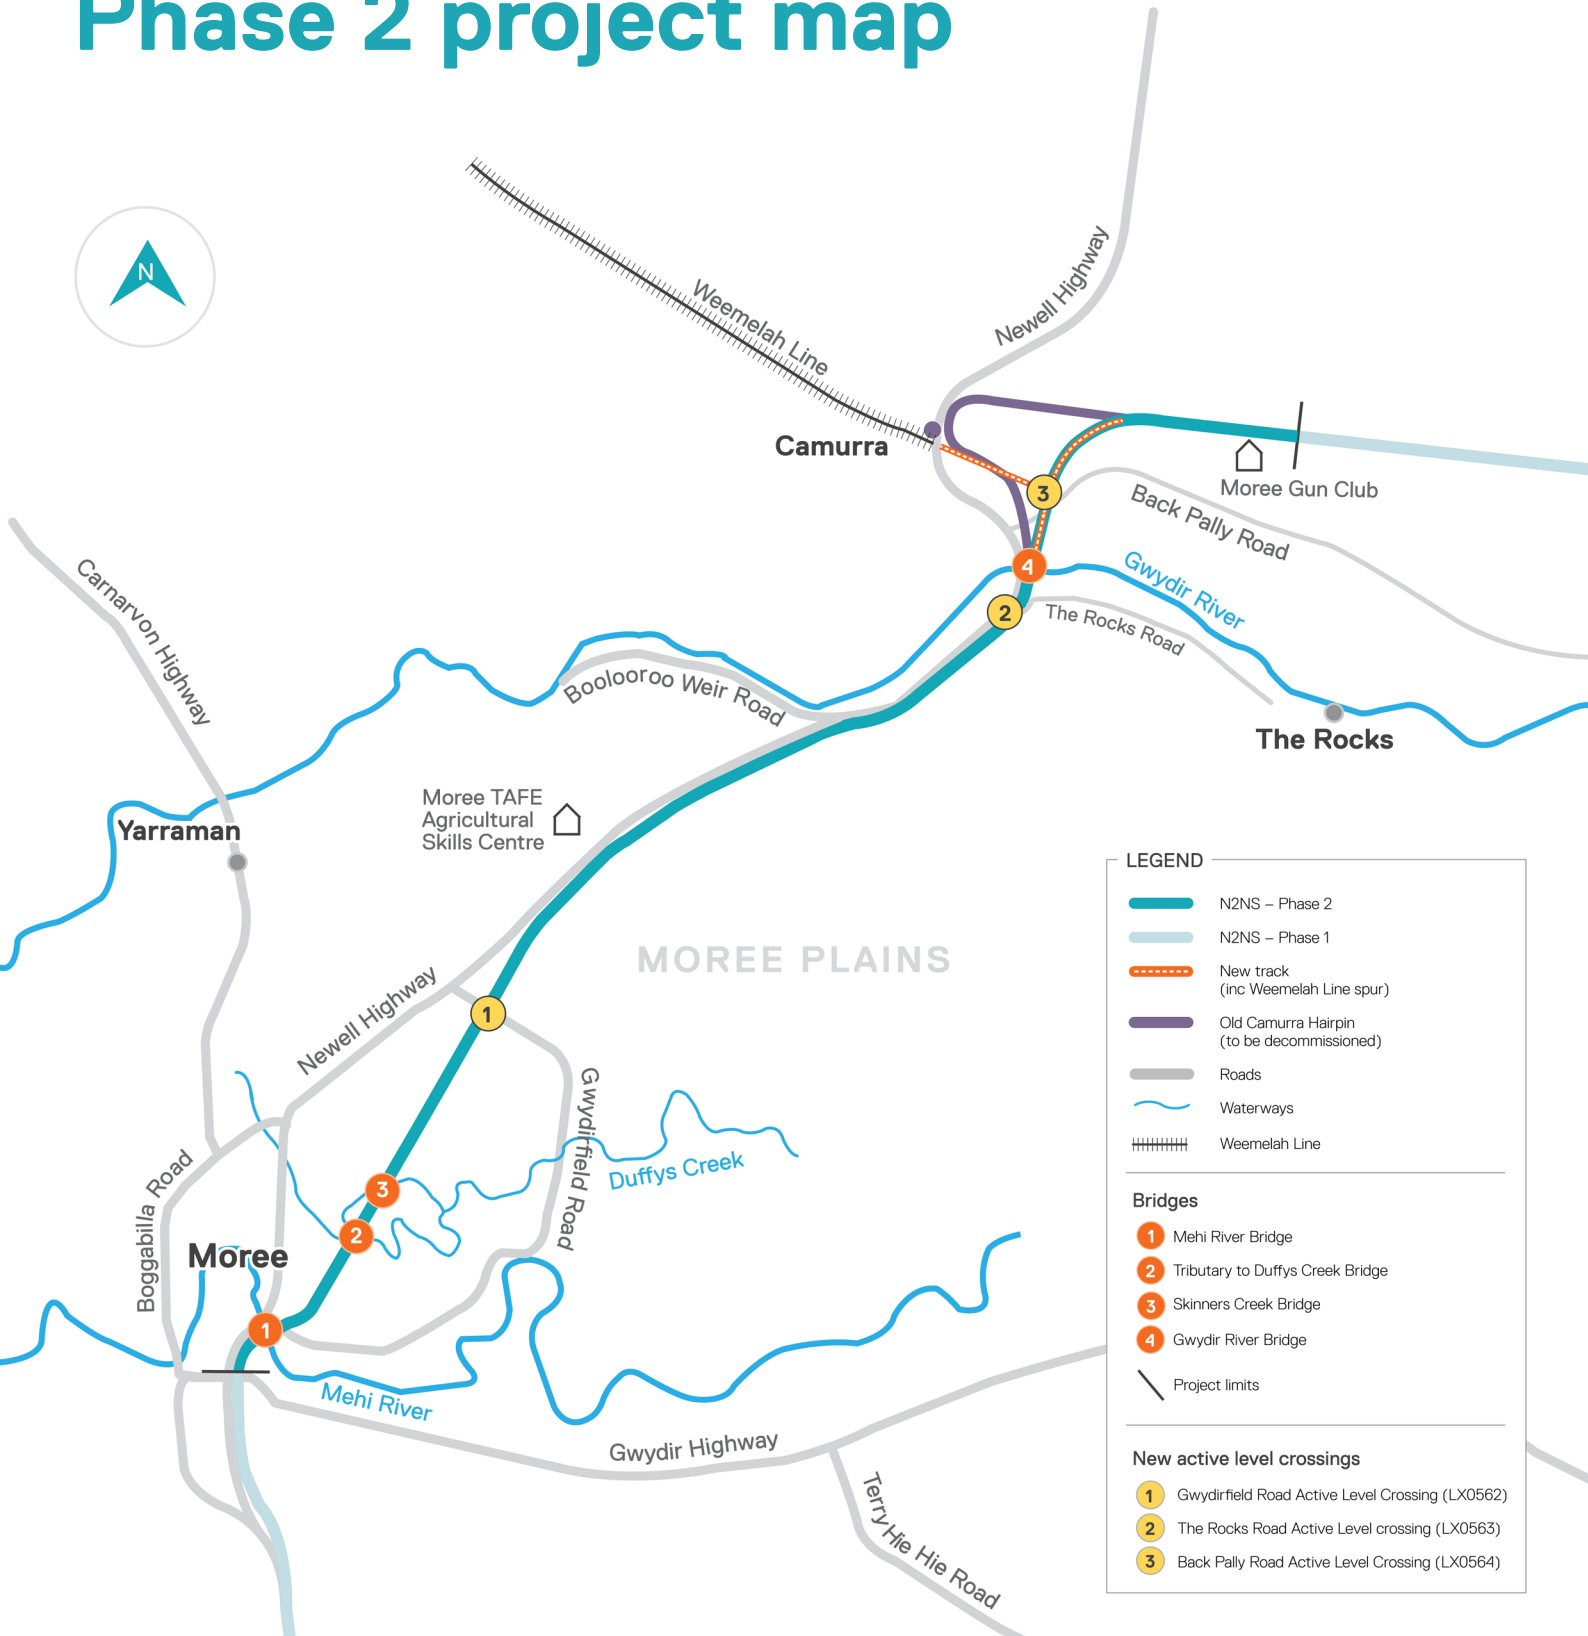 Phase 2 project map
N
Newell Highway
Weemelah Line
Camurra
Moree Gun Club
3
Back Pally Road
4
Gwydir River
2
The Rocks Road
Carnarvon Highway
Boolooroo Weir Road
The Rocks
Moree TAFE
Agricultural
Skills Centre
Yarraman
MOREE PLAINS
Newell Highway
1
Gwydirfield Road
Duffys Creek
Boggabilla Road
3
2
Moree
1
Mehi River
Gwydir Highway
Terry Hie Hie Road
LEGEND
N2NS – Phase 2
N2NS – Phase 1
New track
(inc Weemelah Line spur)
Old Camurra Hairpin
(to be decommissioned)
Roads
Waterways
Weemelah Line
Bridges
1 Mehi River Bridge
2 Tributary to Duffys Creek Bridge
3 Skinners Creek Bridge
4 Gwydir River Bridge
Project limits
New active level crossings
1 Gwydirfield Road Active Level Crossing (LX0562)
2 The Rocks Road Active Level crossing (LX0563)
3 Back Pally Road Active Level Crossing (LX0564)